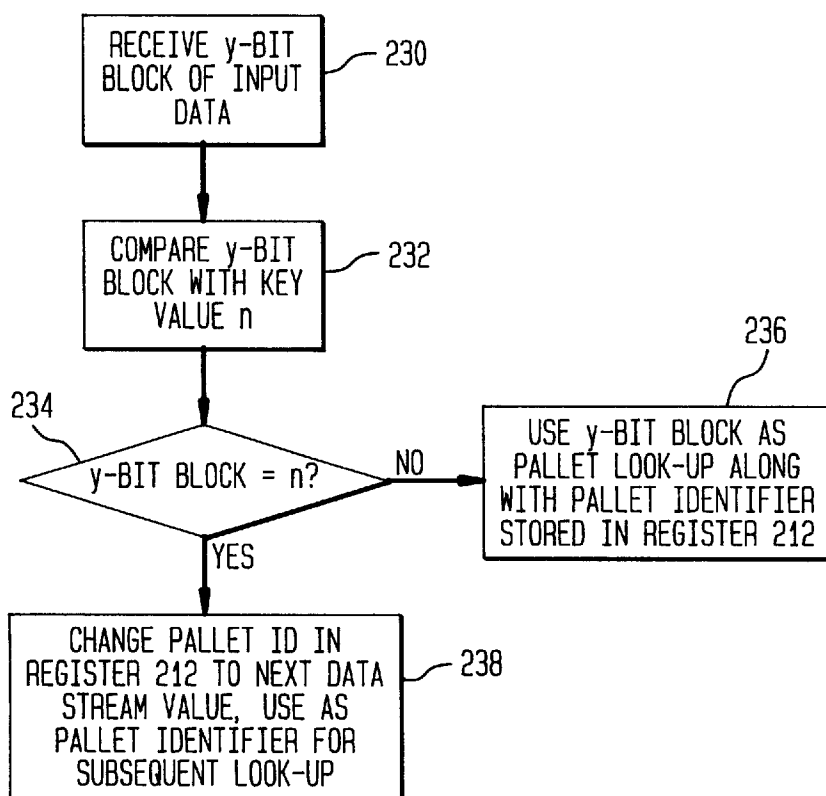 RECEIVE y-BIT
BLOCK OF INPUT
DATA
230
COMPARE y-BIT
BLOCK WITH KEY
VALUE n
232
234
y-BIT BLOCK = n?
NO
YES
236
USE y-BIT BLOCK AS
PALLET LOOK-UP ALONG
WITH PALLET IDENTIFIER
STORED IN REGISTER 212
CHANGE PALLET ID IN
REGISTER 212 TO NEXT DATA
STREAM VALUE, USE AS
PALLET IDENTIFIER FOR
SUBSEQUENT LOOK-UP
238